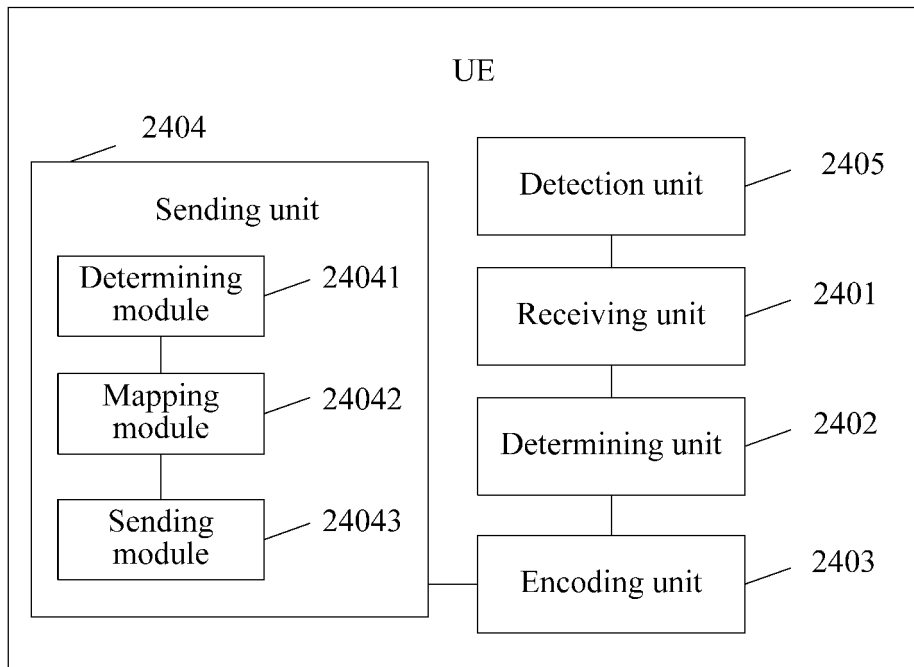 UE
2404
Sending unit
Determining
module
24041
Mapping
module
24042
Sending
module
24043
Detection unit
2405
Receiving unit
2401
Determining unit
2402
Encoding unit
2403